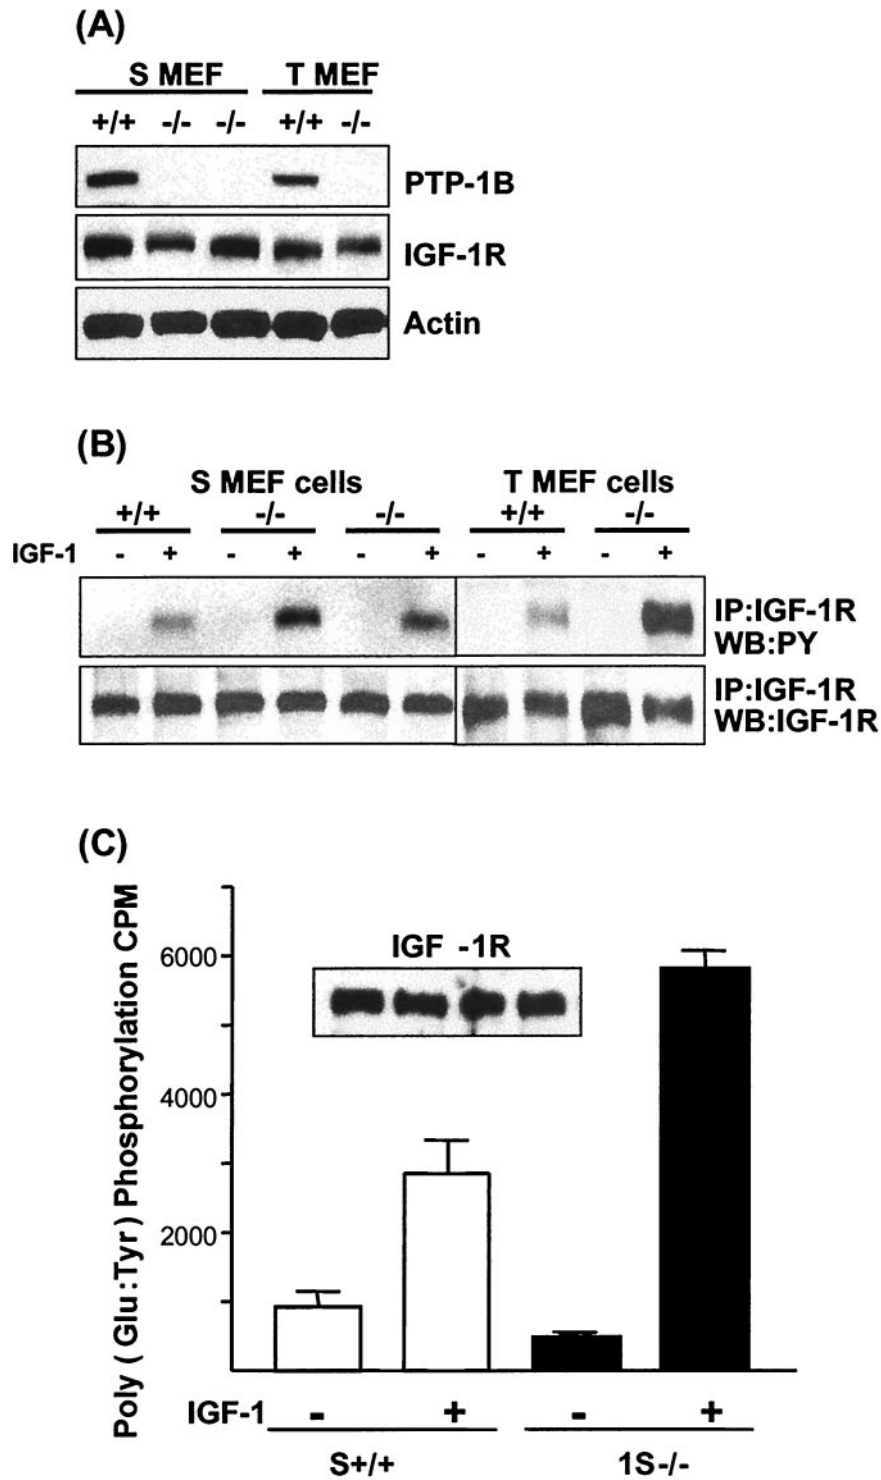 (A)
S MEF T MEF
+/+ -/- -/- +/+ -/-
PTP-1B
IGF-1R
Actin
(B)
S MEF cells T MEF cells
+/+ -/- -/- +/+ -/-
IGF-1 - + - + - + - + - +
IP:IGF-1R
WB:PY
IP:IGF-1R
WB:IGF-1R
(C)
Poly (Glu:Tyr) Phosphorylation CPM
6000
4000
2000
IGF -1R
IGF-1 - + - +
S+/+ 1S-/-